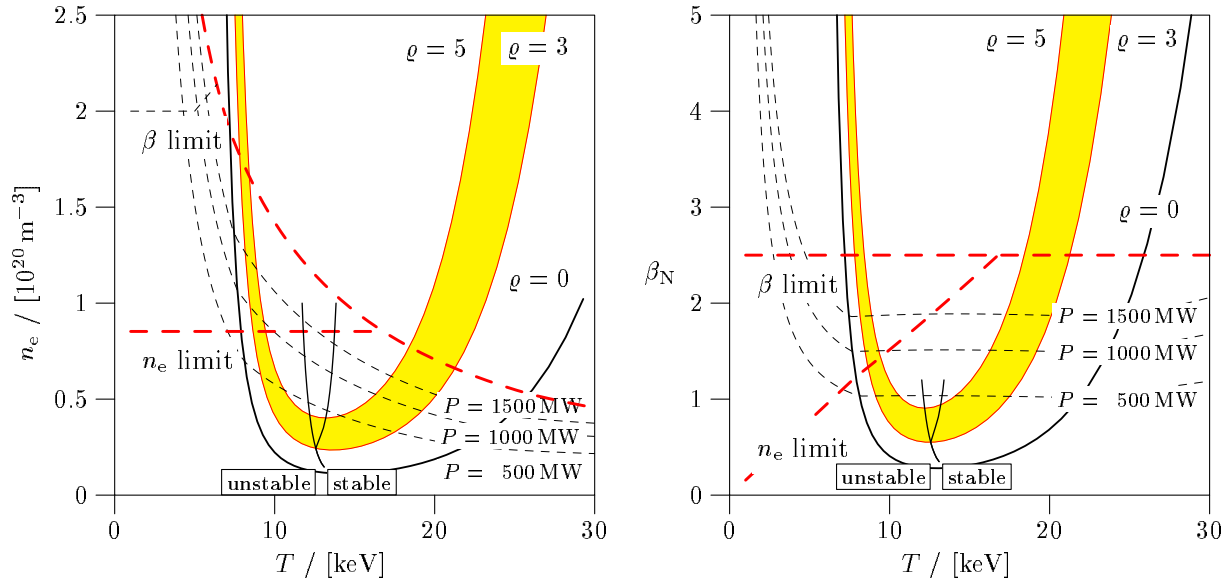 2.5
2
1.5
1
0.5
0
n_e / [10^20 m^−3]
0
10
20
30
T / [keV]
ϱ = 5
ϱ = 3
ϱ = 0
β limit
n_e limit
P = 1500 MW
P = 1000 MW
P = 500 MW
unstable
stable
5
4
3
2
1
0
β_N
0
10
20
30
T / [keV]
ϱ = 5
ϱ = 3
ϱ = 0
β limit
P = 1500 MW
P = 1000 MW
P = 500 MW
n_e limit
unstable
stable